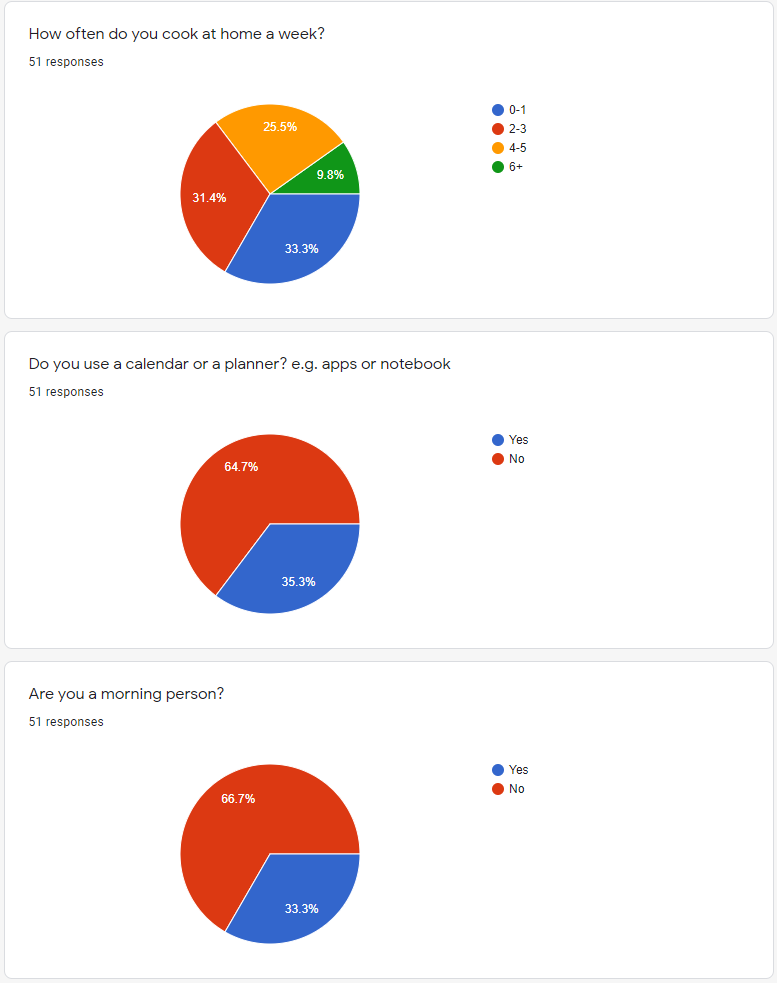 How often do you cook at home a week?
51 responses
25.5%
9.8%
31.4%
33.3%
0-1
2-3
4-5
6+
Do you use a calendar or a planner? e.g. apps or notebook
51 responses
64.7%
35.3%
Yes
No
Are you a morning person?
51 responses
66.7%
33.3%
Yes
No